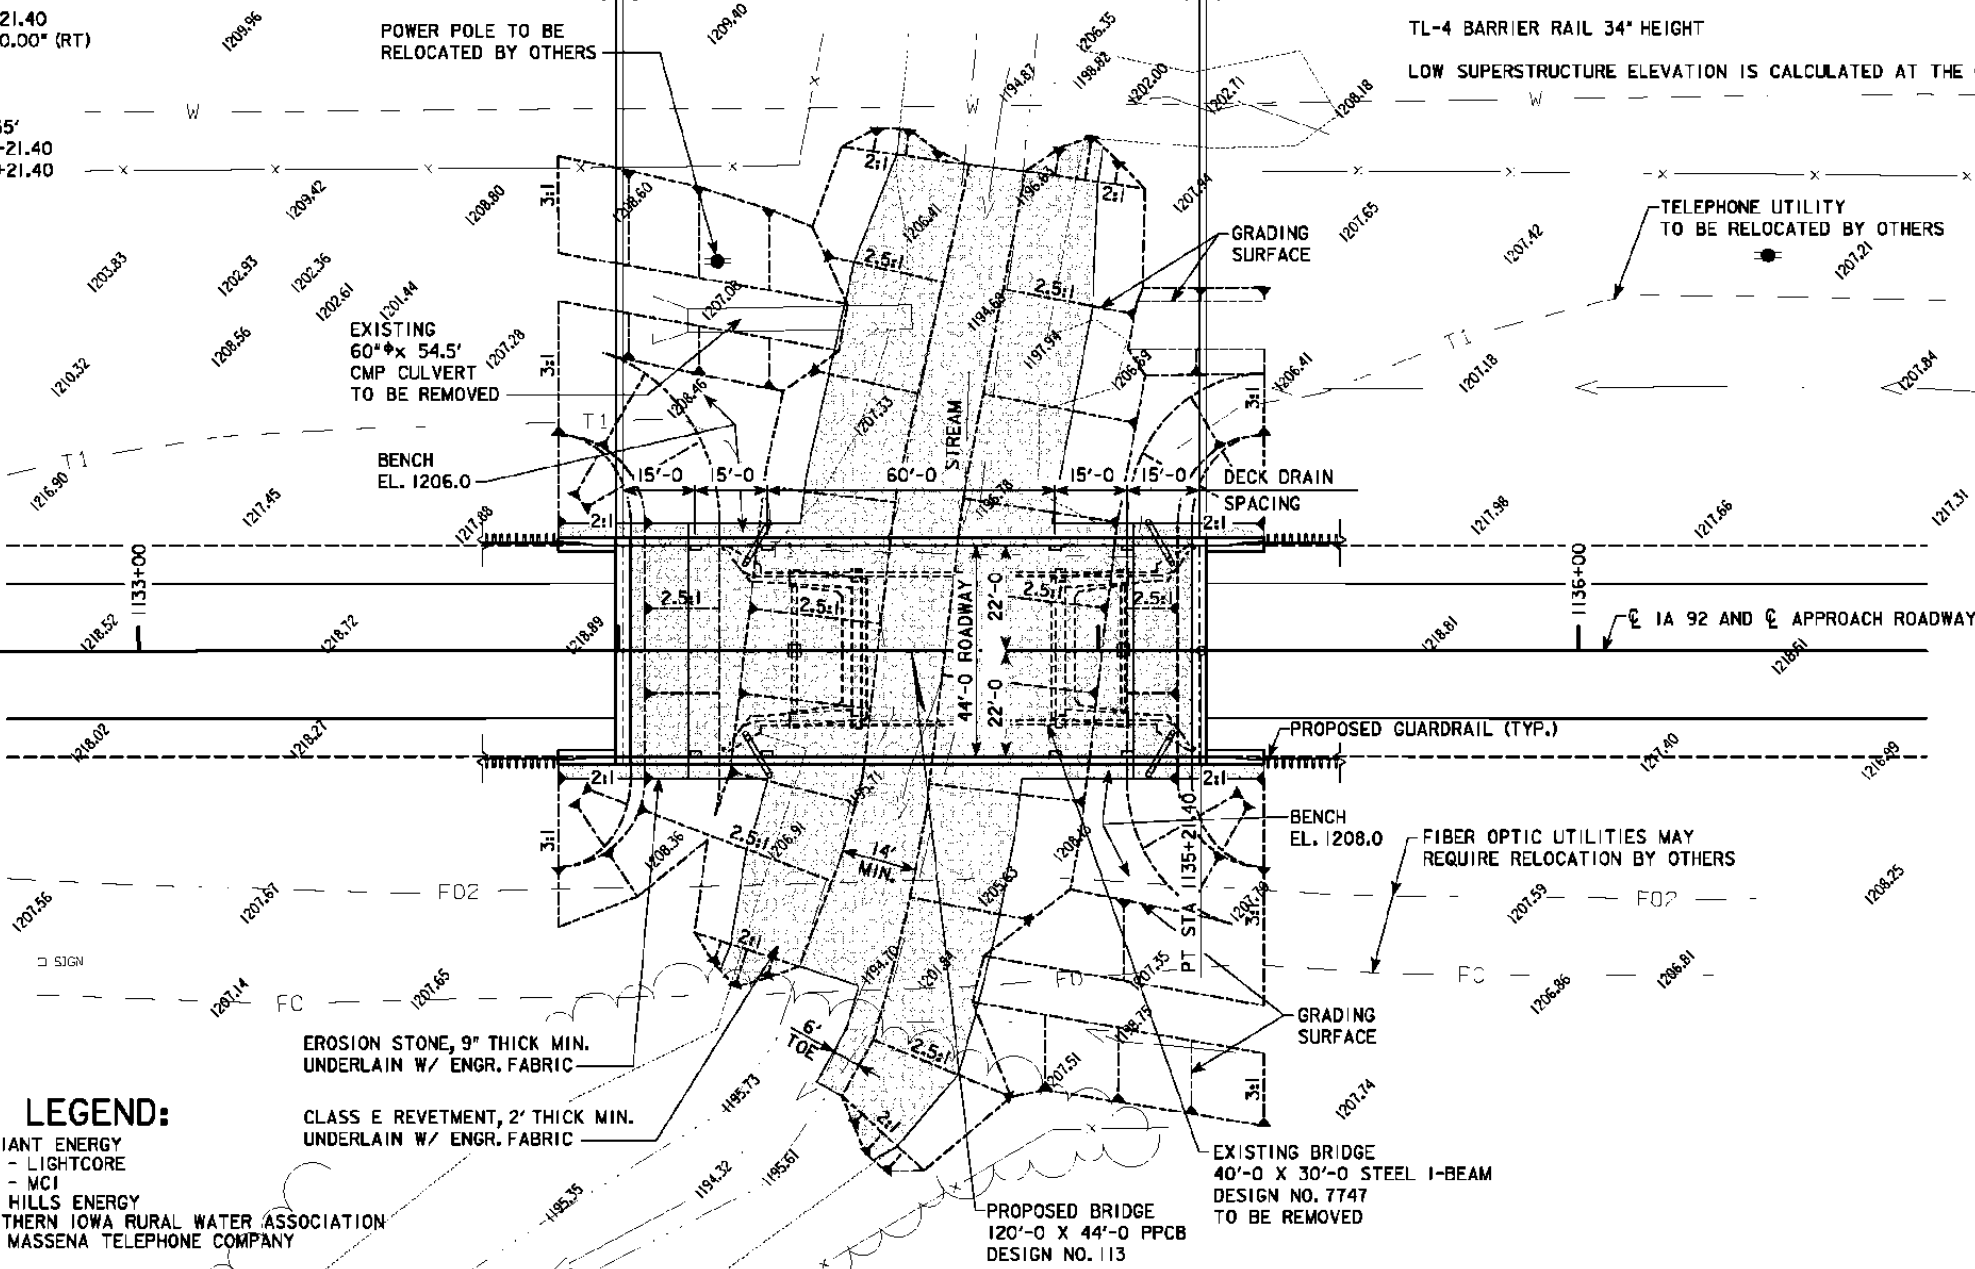 21.40
0.00" (RT)
POWER POLE TO BE
RELOCATED BY OTHERS
TL-4 BARRIER RAIL 34" HEIGHT
LOW SUPERSTRUCTURE ELEVATION IS CALCULATED AT THE
1209.96
1209.40
1206.35
1198.82
1194.87
1202.00
1202.71
1208.18
W
W
W
-21.40
+21.40
2:1
2:1
3:1
1209.42
1208.80
1208.60
1206.41
1196.83
1207.65
1207.42
1207.21
TELEPHONE UTILITY
TO BE RELOCATED BY OTHERS
GRADING
SURFACE
1203.83
1202.93
1202.36
1202.61
1201.44
2.5:1
2.5:1
1194.68
1197.94
EXISTING
60"ϕ x 54.5'
CMP CULVERT
TO BE REMOVED
1210.32
1208.56
1207.28
3:1
1208.46
1207.33
1206.41
3:1
T1
1207.18
1207.84
T1
T1
STREAM
BENCH
EL. 1206.0
1216.90
1217.45
1217.88
15'-0
15'-0
60'-0
15'-0
15'-0
DECK DRAIN
SPACING
1196.78
1217.98
1217.66
1217.31
2:1
2:1
1133+00
1136+00
2.5:1
2.5:1
2.5:1
2.5:1
44'-0 ROADWAY
22'-0
22'-0
1218.52
1218.72
1218.89
1218.81
1218.61
℄ IA 92 AND ℄ APPROACH ROADWAY
1218.02
1218.27
PROPOSED GUARDRAIL (TYP.)
1217.40
1216.99
2:1
2:1
1195.71
PT STA 1135+21.40
3:1
2.5:1
1208.36
1206.91
14'
MIN.
BENCH
EL. 1208.0
FIBER OPTIC UTILITIES MAY
REQUIRE RELOCATION BY OTHERS
1207.56
1207.67
FO2
1205.63
3:1
1207.59
FO2
1208.25
SIGN
2:1
1194.70
1201.84
1207.35
1207.14
1207.65
1206.86
1206.81
6'
TOE
1198.75
GRADING
SURFACE
EROSION STONE, 9" THICK MIN.
UNDERLAIN W/ ENGR. FABRIC
2.5:1
1207.51
3:1
1207.74
1195.73
CLASS E REVETMENT, 2' THICK MIN.
UNDERLAIN W/ ENGR. FABRIC
2:1
LEGEND:
IANT ENERGY
- LIGHTCORE
- MCI
HILLS ENERGY
THERN IOWA RURAL WATER ASSOCIATION
MASSENA TELEPHONE COMPANY
1195.35
1194.32
1195.61
EXISTING BRIDGE
40'-0 X 30'-0 STEEL I-BEAM
DESIGN NO. 7747
TO BE REMOVED
PROPOSED BRIDGE
120'-0 X 44'-0 PPCB
DESIGN NO. 113